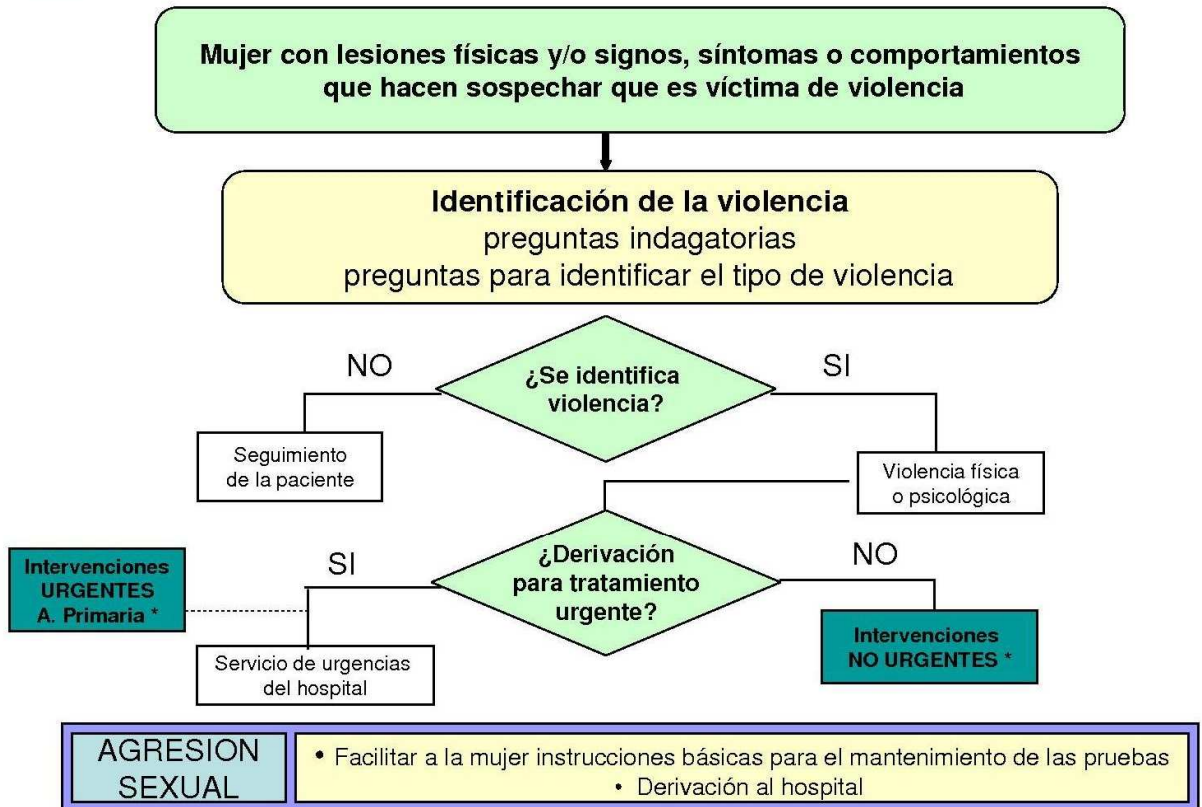 Mujer con lesiones físicas y/o signos, síntomas o comportamientos
que hacen sospechar que es víctima de violencia
Identificación de la violencia
preguntas indagatorias
preguntas para identificar el tipo de violencia
NO
¿Se identifica
violencia?
SI
Seguimiento
de la paciente
Violencia física
o psicológica
Intervenciones
URGENTES
A. Primaria *
SI
¿Derivación
para tratamiento
urgente?
NO
Servicio de urgencias
del hospital
Intervenciones
NO URGENTES *
AGRESION
SEXUAL
• Facilitar a la mujer instrucciones básicas para el mantenimiento de las pruebas
• Derivación al hospital